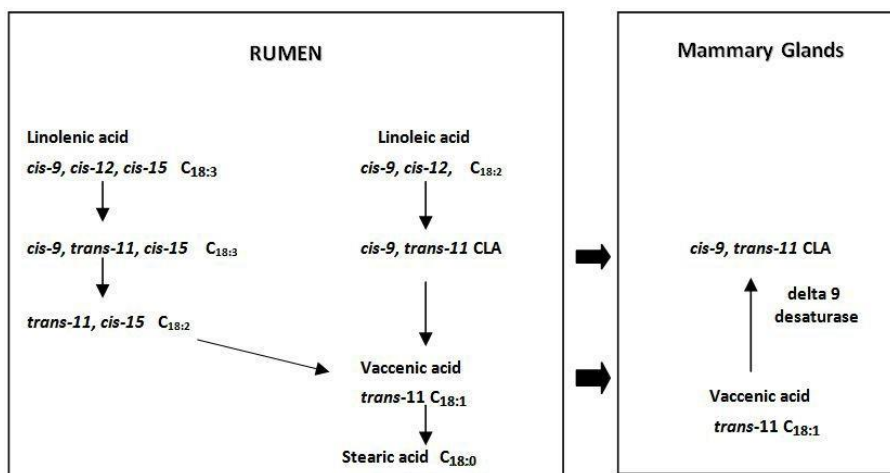 RUMEN
Linolenic acid
cis-9, cis-12, cis-15 C18:3
cis-9, trans-11, cis-15 C18:3
trans-11, cis-15 C18:2
Linoleic acid
cis-9, cis-12, C18:2
cis-9, trans-11 CLA
Vaccenic acid
trans-11 C18:1
Stearic acid C18:0
Mammary Glands
cis-9, trans-11 CLA
delta 9
desaturase
Vaccenic acid
trans-11 C18:1